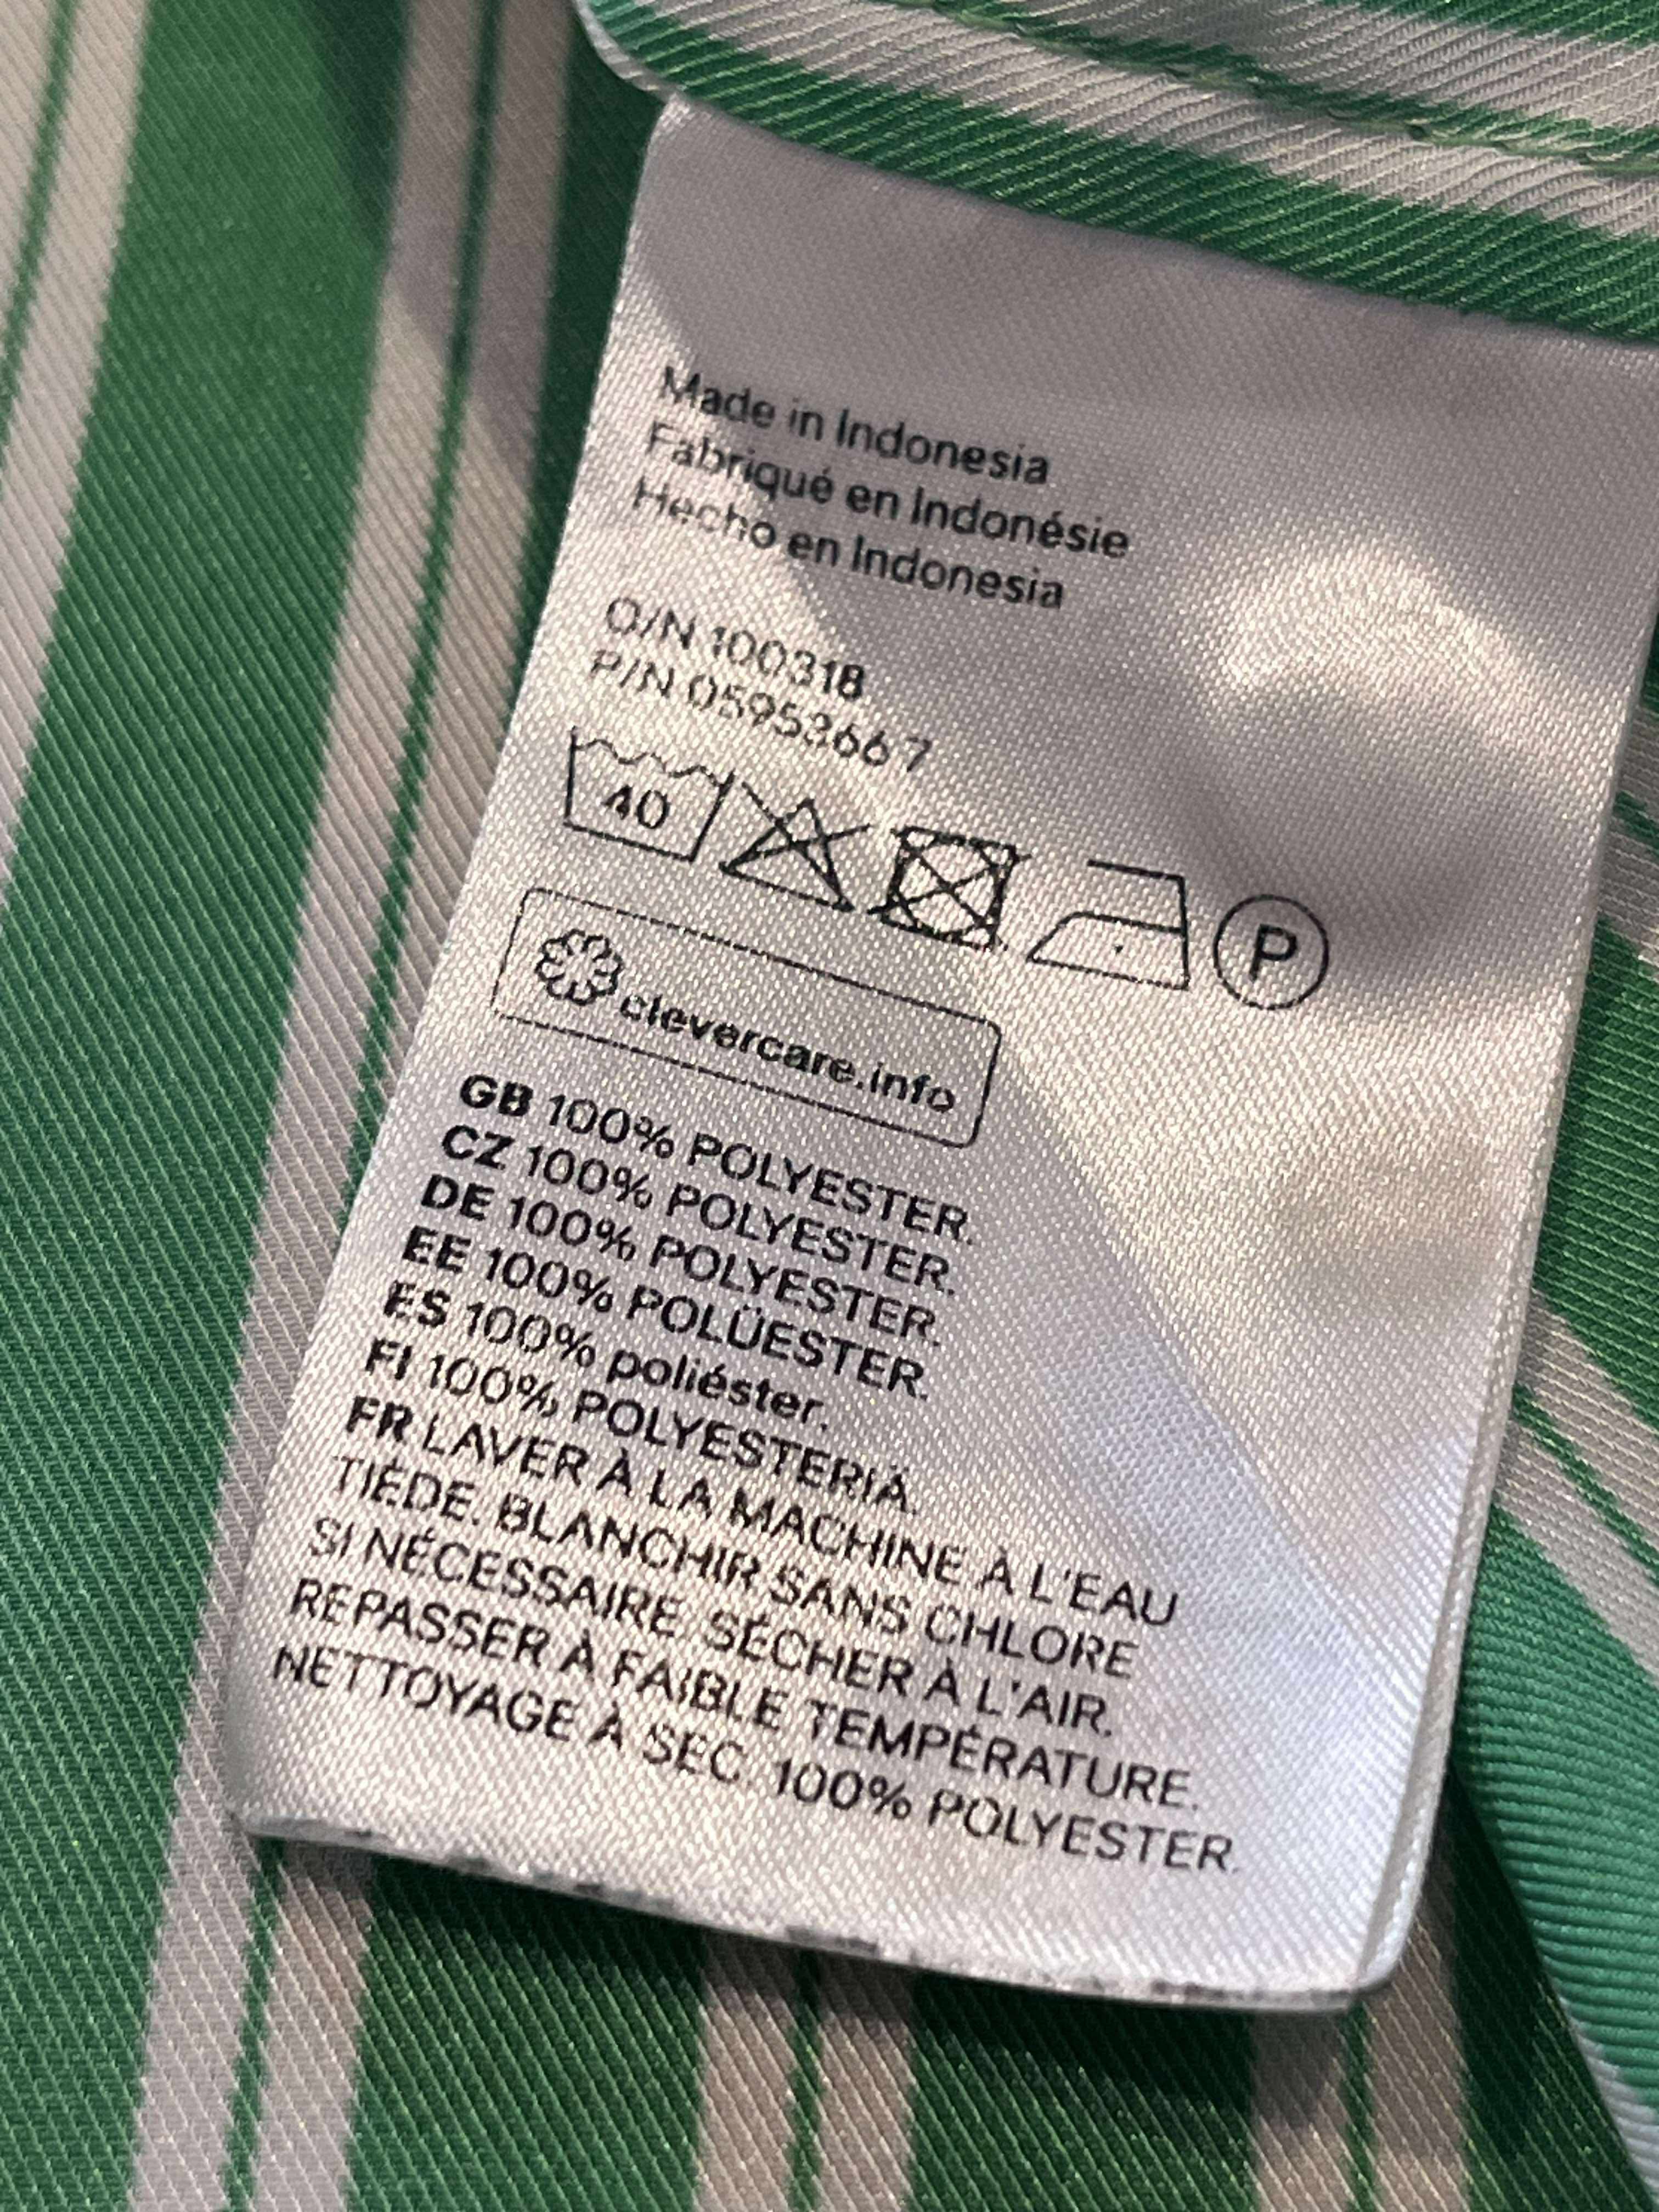 Made in Indonesia
Fabriqué en Indonésie
Hecho en Indonesia
O/N 100318
P/N 0595366 7
40
P
clevercare.info
GB 100% POLYESTER.
CZ 100% POLYESTER.
DE 100% POLYESTER.
EE 100% POLÜESTER.
ES 100% poliéster.
FI 100% POLYESTERIÄ.
FR LAVER À LA MACHINE À L'EAU
TIÈDE. BLANCHIR SANS CHLORE
SI NÉCESSAIRE. SÉCHER À L'AIR.
REPASSER À FAIBLE TEMPÉRATURE.
NETTOYAGE À SEC. 100% POLYESTER.